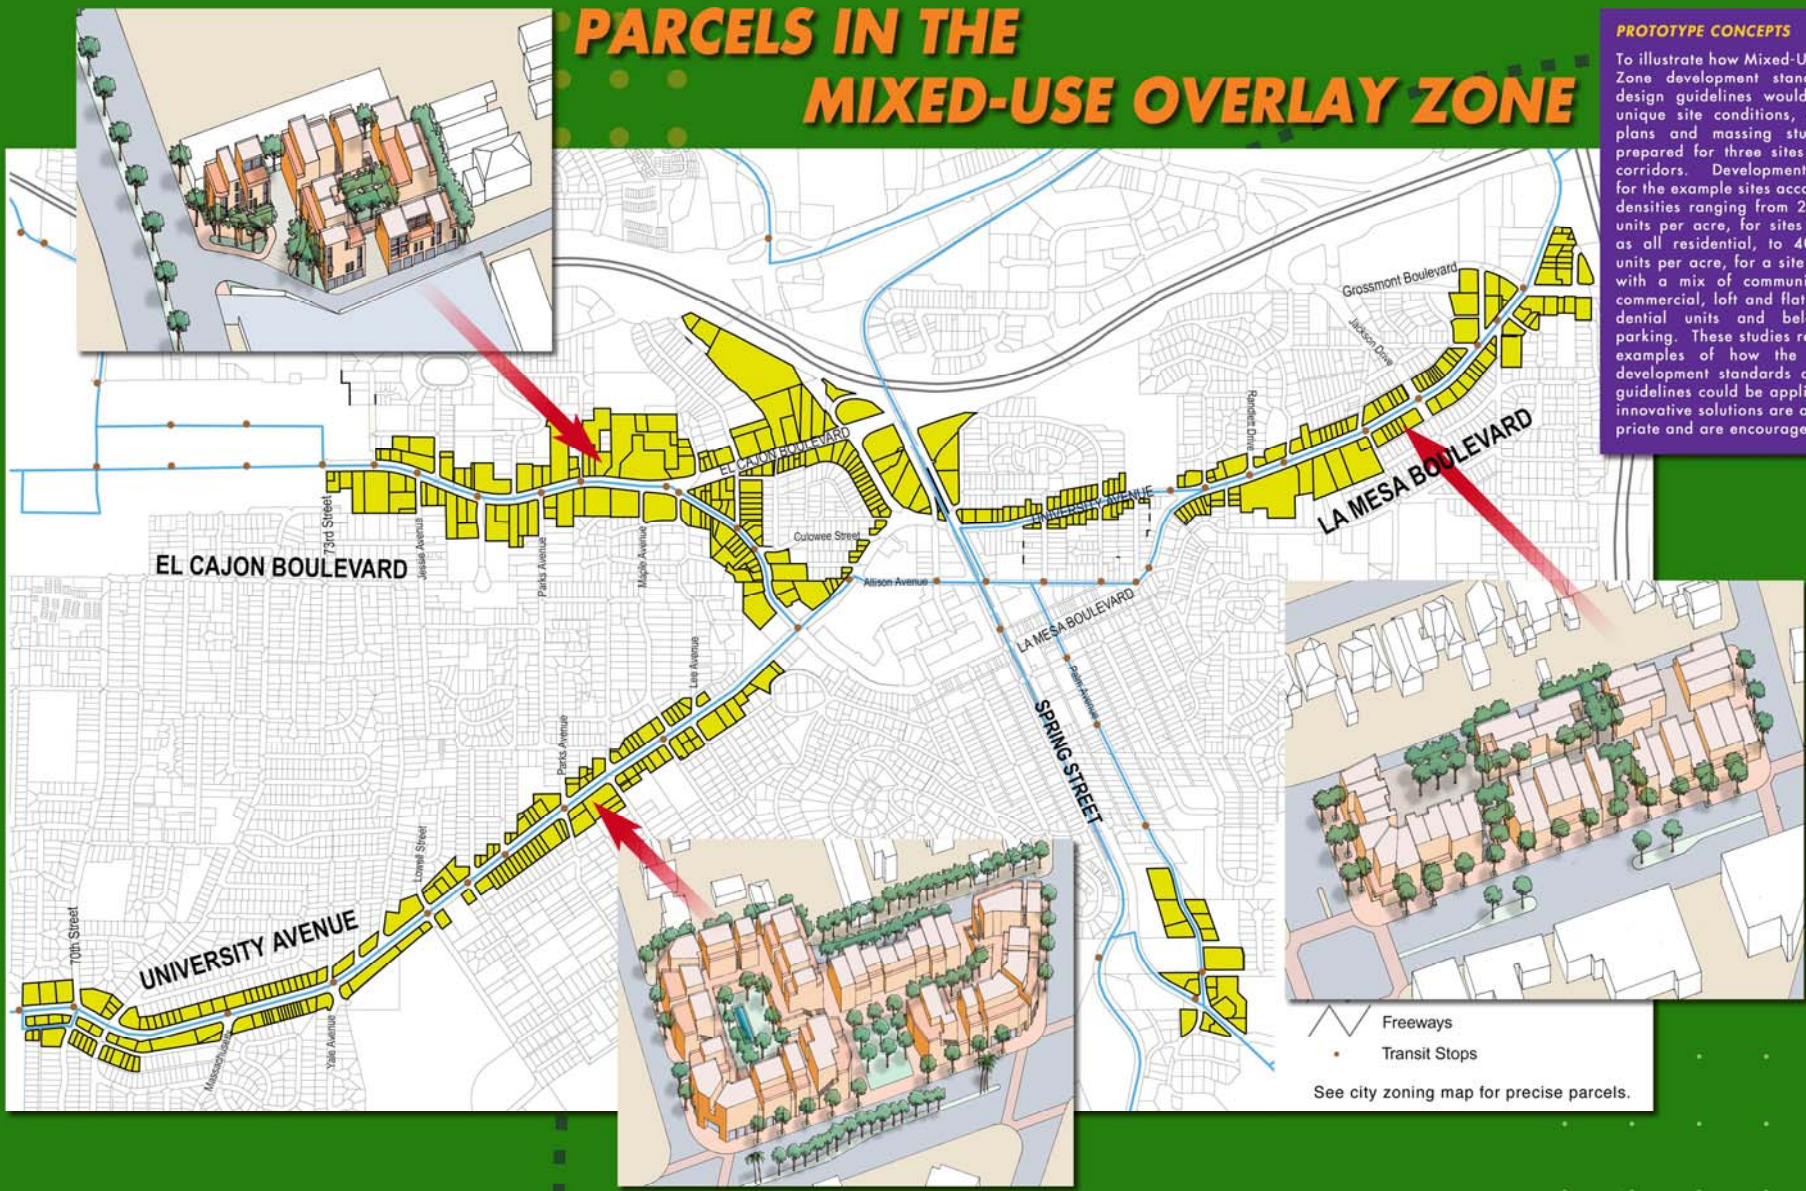 PARCELS IN THE
MIXED-USE OVERLAY ZONE
PROTOTYPE CONCEPTS
To illustrate how Mixed-U
Zone development stan
design guidelines would
unique site conditions,
plans and massing stu
prepared for three sites
corridors. Development
for the example sites acco
densities ranging from 2
units per acre, for sites
as all residential, to 40
units per acre, for a site
with a mix of communi
commercial, loft and flat
dential units and bel
parking. These studies re
examples of how the
development standards
guidelines could be appli
innovative solutions are a
priate and are encourage
Grossmont Boulevard
Jackson Drive
Randlett Drive
EL CAJON BOULEVARD
LA MESA BOULEVARD
UNIVERSITY AVENUE
73rd Street
Jessie Avenue
Parks Avenue
Maple Avenue
Culowee Street
EL CAJON BOULEVARD
Allison Avenue
LA MESA BOULEVARD
Lee Avenue
Palm Avenue
SPRING STREET
Parks Avenue
Lowell Street
70th Street
UNIVERSITY AVENUE
Massachusetts
Yale Avenue
Freeways
Transit Stops
See city zoning map for precise parcels.